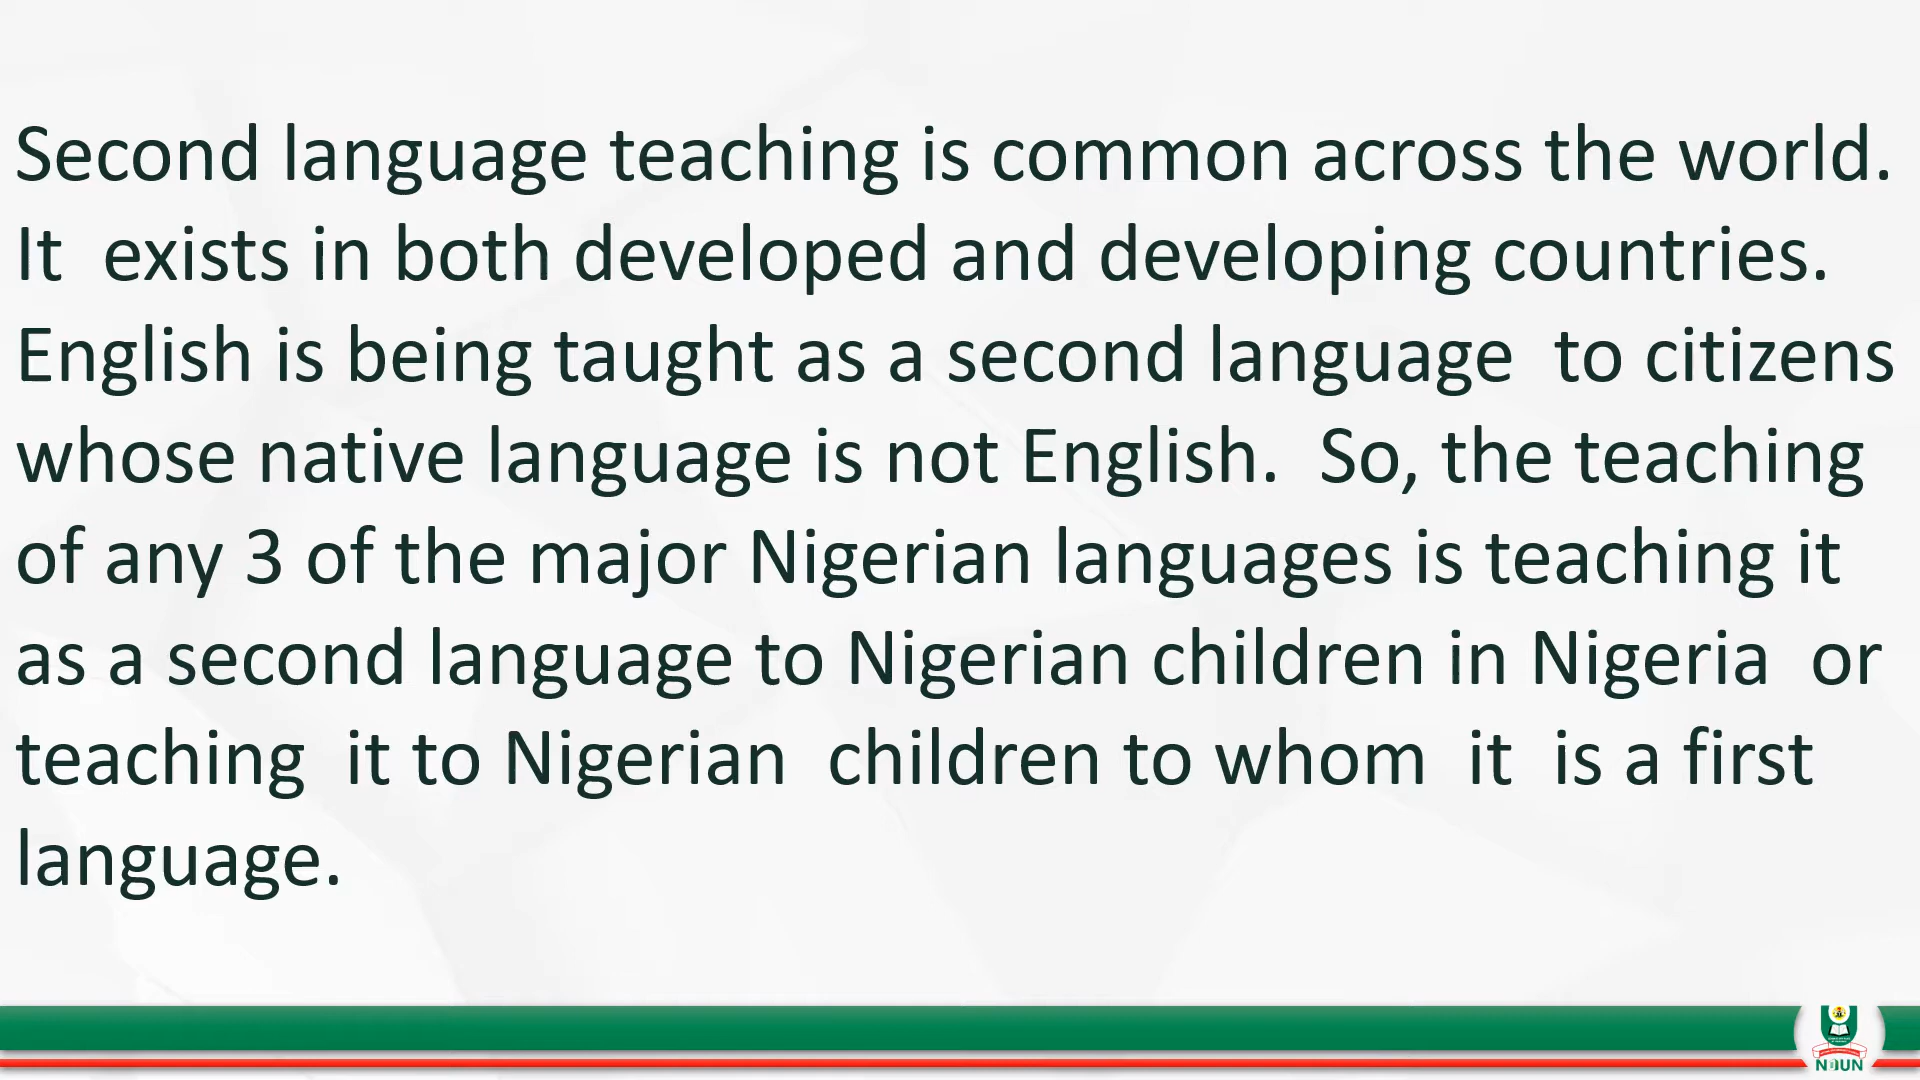 Second language teaching is common across the world.
It exists in both developed and developing countries.
English is being taught as a second language to citizens
whose native language is not English. So, the teaching
of any 3 of the major Nigerian languages is teaching it
as a second language to Nigerian children in Nigeria or
teaching it to Nigerian children to whom it is a first
language.
NOUN